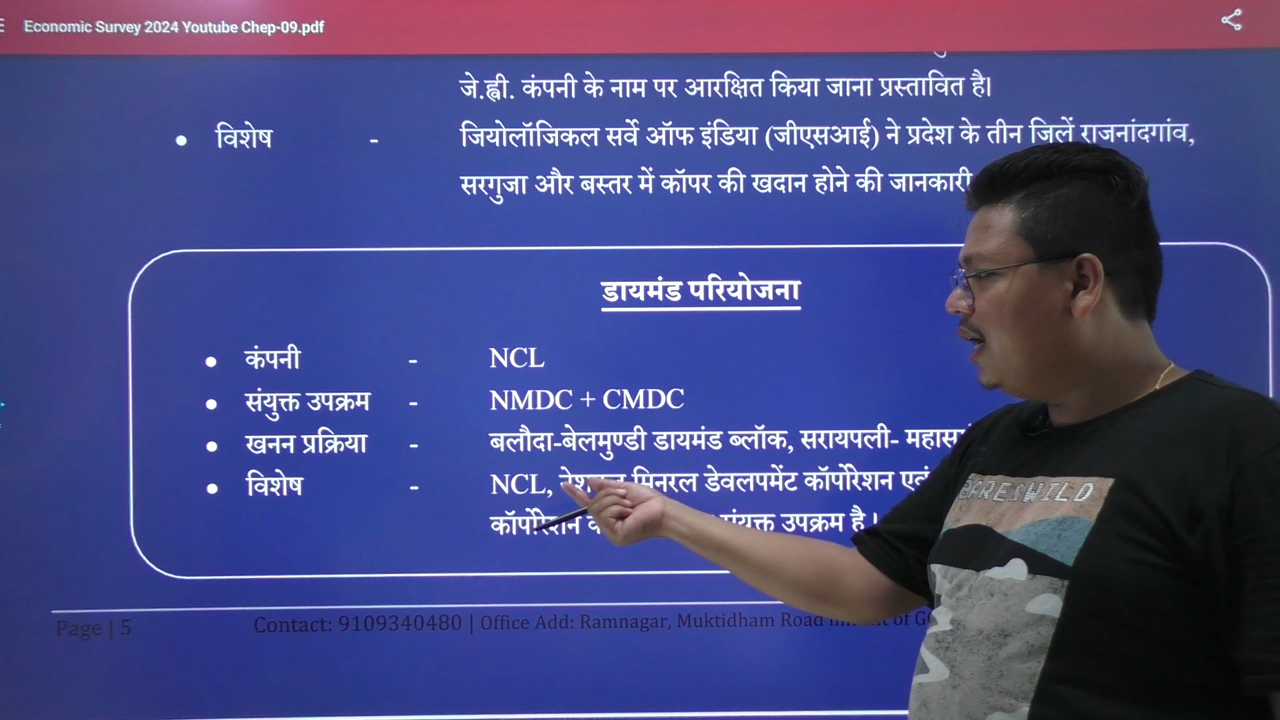 Economic Survey 2024 Youtube Chep-09.pdf
जे.ह्वी. कंपनी के नाम पर आरक्षित किया जाना प्रस्तावित है।
• विशेष - जियोलॉजिकल सर्वे ऑफ इंडिया (जीएसआई) ने प्रदेश के तीन जिलें राजनांदगांव,
सरगुजा और बस्तर में कॉपर की खदान होने की जानकारी
डायमंड परियोजना
• कंपनी - NCL
• संयुक्त उपक्रम - NMDC + CMDC
• खनन प्रक्रिया - बलौदा-बेलमुण्डी डायमंड ब्लॉक, सरायपली-
• विशेष - NCL, मिनरल डेवलपमेंट कॉर्पोरेशन
कॉर्पोरेशन संयुक्त उपक्रम है।
Page | 5 Contact: 9109340480 | Office Add: Ramnagar, Muktidham Road of
BARESWILD